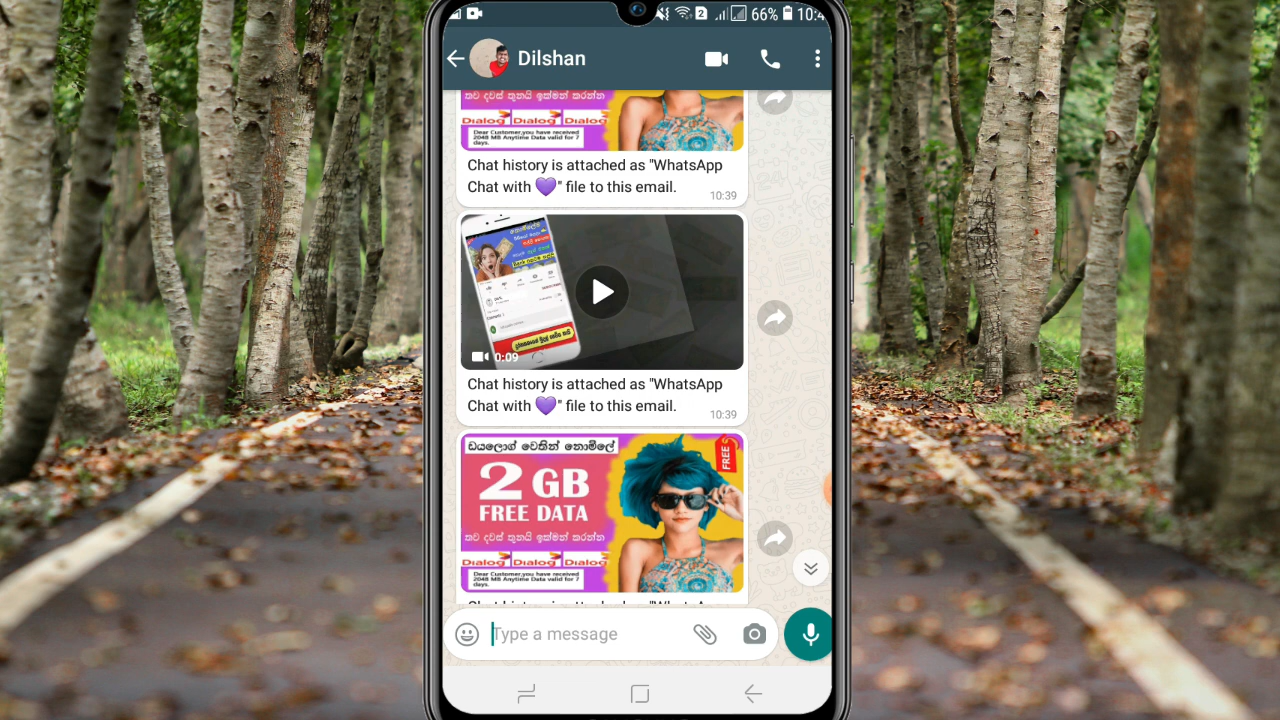 2
66%
10:4
Dilshan
තව දවස් තුනයි ඉක්මන් කරන්න
DIALOG DIALOG DIALOG
Dear Customer,you have received
2048 MB Anytime Data valid for 7
days.
Chat history is attached as "WhatsApp
Chat with 💜" file to this email.
10:39
0:09
Chat history is attached as "WhatsApp
Chat with 💜" file to this email.
10:39
ඩයලොග් වෙතින් නොමිලේ
FREE
2 GB
FREE DATA
තව දවස් තුනයි ඉක්මන් කරන්න
DIALOG DIALOG DIALOG
Dear Customer,you have received
2048 MB Anytime Data valid for 7
days.
Type a message